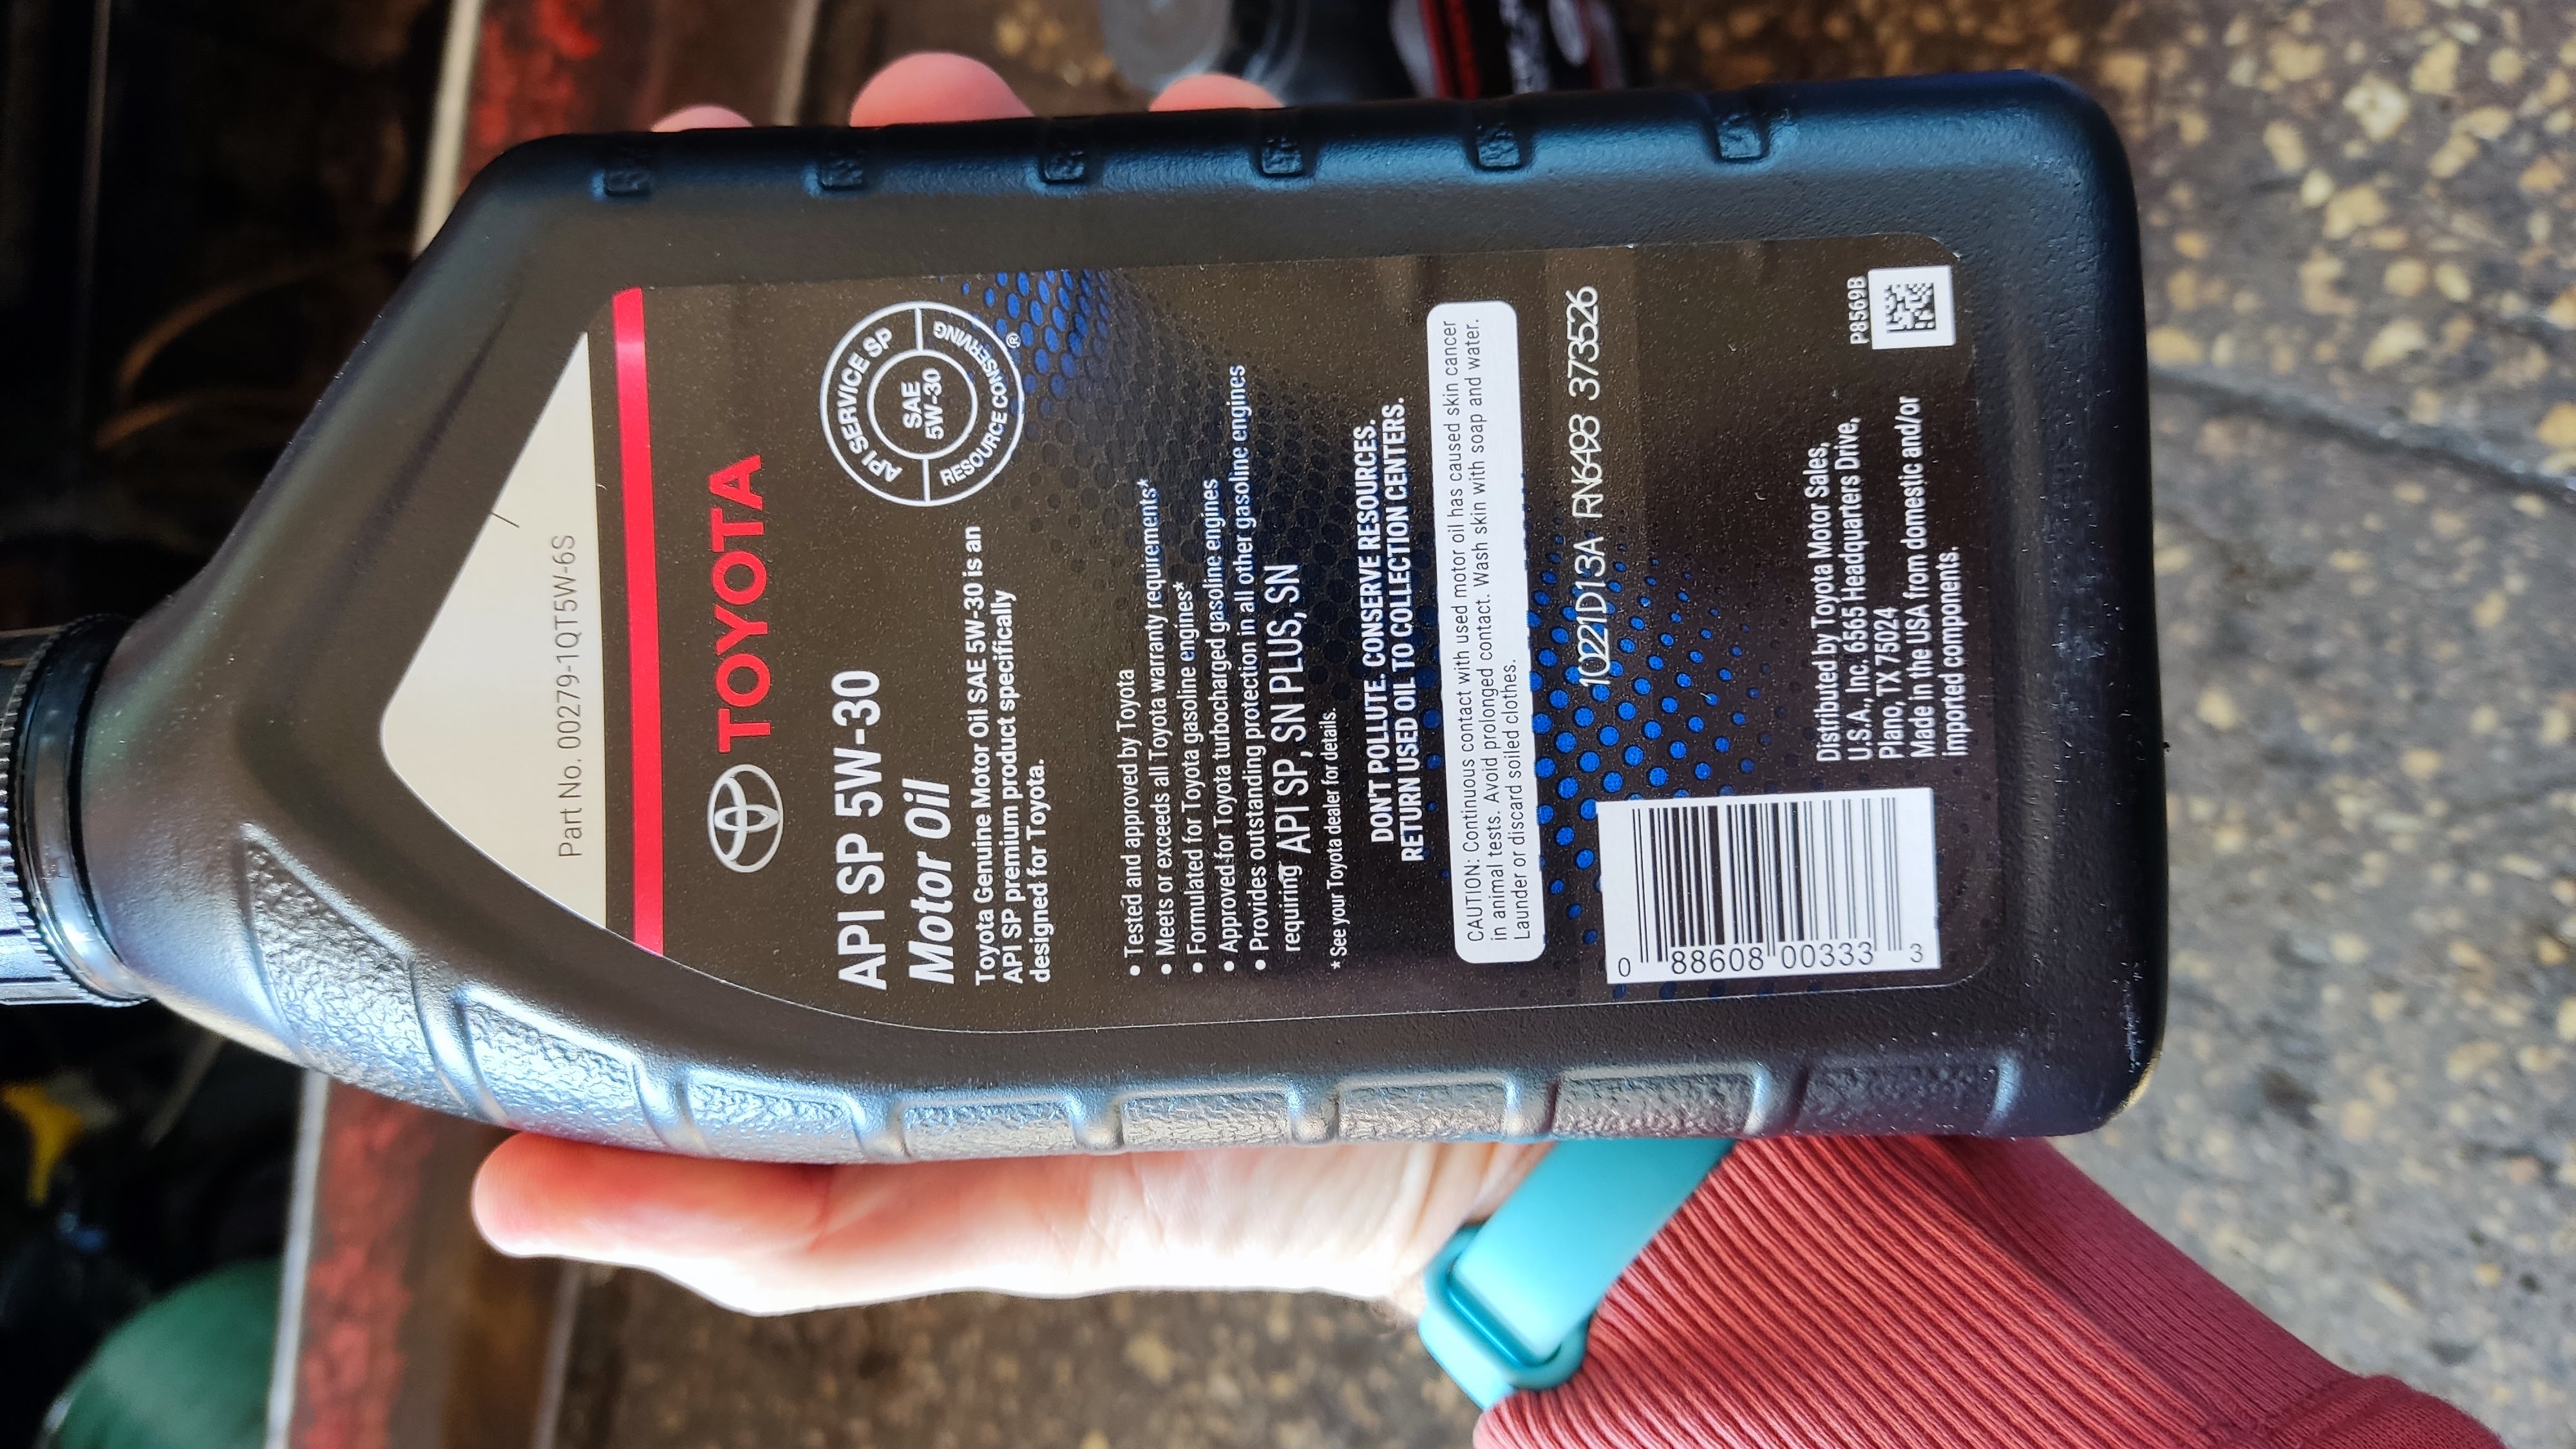 Part No. 00279-1QT5W-6S
TOYOTA
API SP 5W-30
Motor Oil
Toyota Genuine Motor Oil SAE 5W-30 is an
API SP premium product specifically
designed for Toyota.
API SERVICE SP
SAE
5W-30
RESOURCE CONSERVING
®
• Tested and approved by Toyota
• Meets or exceeds all Toyota warranty requirements*
• Formulated for Toyota gasoline engines*
• Approved for Toyota turbocharged gasoline engines
• Provides outstanding protection in all other gasoline engines
requiring API SP, SN PLUS, SN
* See your Toyota dealer for details.
DON'T POLLUTE. CONSERVE RESOURCES.
RETURN USED OIL TO COLLECTION CENTERS.
CAUTION: Continuous contact with used motor oil has caused skin cancer
in animal tests. Avoid prolonged contact. Wash skin with soap and water.
Launder or discard soiled clothes.
10221D13A RN6493 373526
0 88608 00333 3
Distributed by Toyota Motor Sales,
U.S.A., Inc. 6565 Headquarters Drive,
Plano, TX 75024
Made in the USA from domestic and/or
imported components.
P8569B